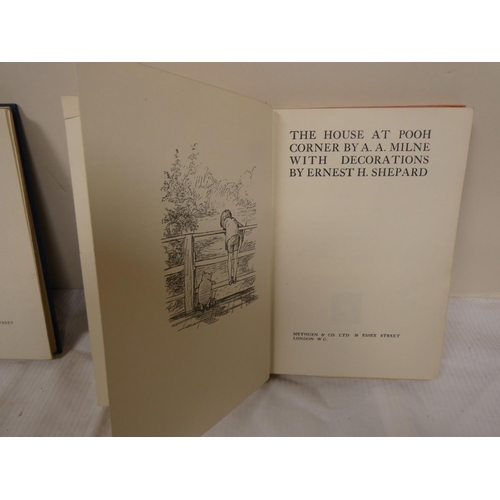 THE HOUSE AT POOH
CORNER BY A. A. MILNE
WITH DECORATIONS
BY ERNEST H. SHEPARD
METHUEN & CO. LTD. 36 ESSEX STREET
LONDON W.C.